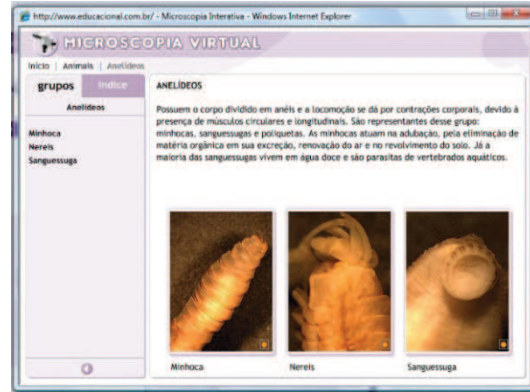 http://www.educacional.com.br/ - Microscopia Interativa - Windows Internet Explorer
MICROSCOPIA VIRTUAL
Início | Animais | Anelídeos
grupos índice
Anelídeos
Minhoca
Nereis
Sanguessuga
ANELÍDEOS
Possuem o corpo dividido em anéis e a locomoção se dá por contrações corporais, devido à
presença de músculos circulares e longitudinais. São representantes desse grupo:
minhocas, sanguessugas e poliquetas. As minhocas atuam na adubação, pela eliminação de
matéria orgânica em sua excreção, renovação do ar e no revolvimento do solo. Já a
maioria das sanguessugas vivem em água doce e são parasitas de vertebrados aquáticos.
Minhoca Nereis Sanguessuga